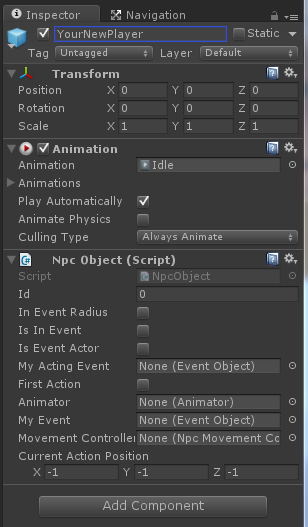 Inspector Navigation
YourNewPlayer Static
Tag Untagged Layer Default
Transform
Position X 0 Y 0 Z 0
Rotation X 0 Y 0 Z 0
Scale X 1 Y 1 Z 1
Animation
Animation Idle
Animations
Play Automatically
Animate Physics
Culling Type Always Animate
Npc Object (Script)
Script NpcObject
Id 0
In Event Radius
Is In Event
Is Event Actor
My Acting Event None (Event Object)
First Action
Animator None (Animator)
My Event None (Event Object)
Movement Controller None (Npc Movement Co
Current Action Position
X -1 Y -1 Z -1
Add Component